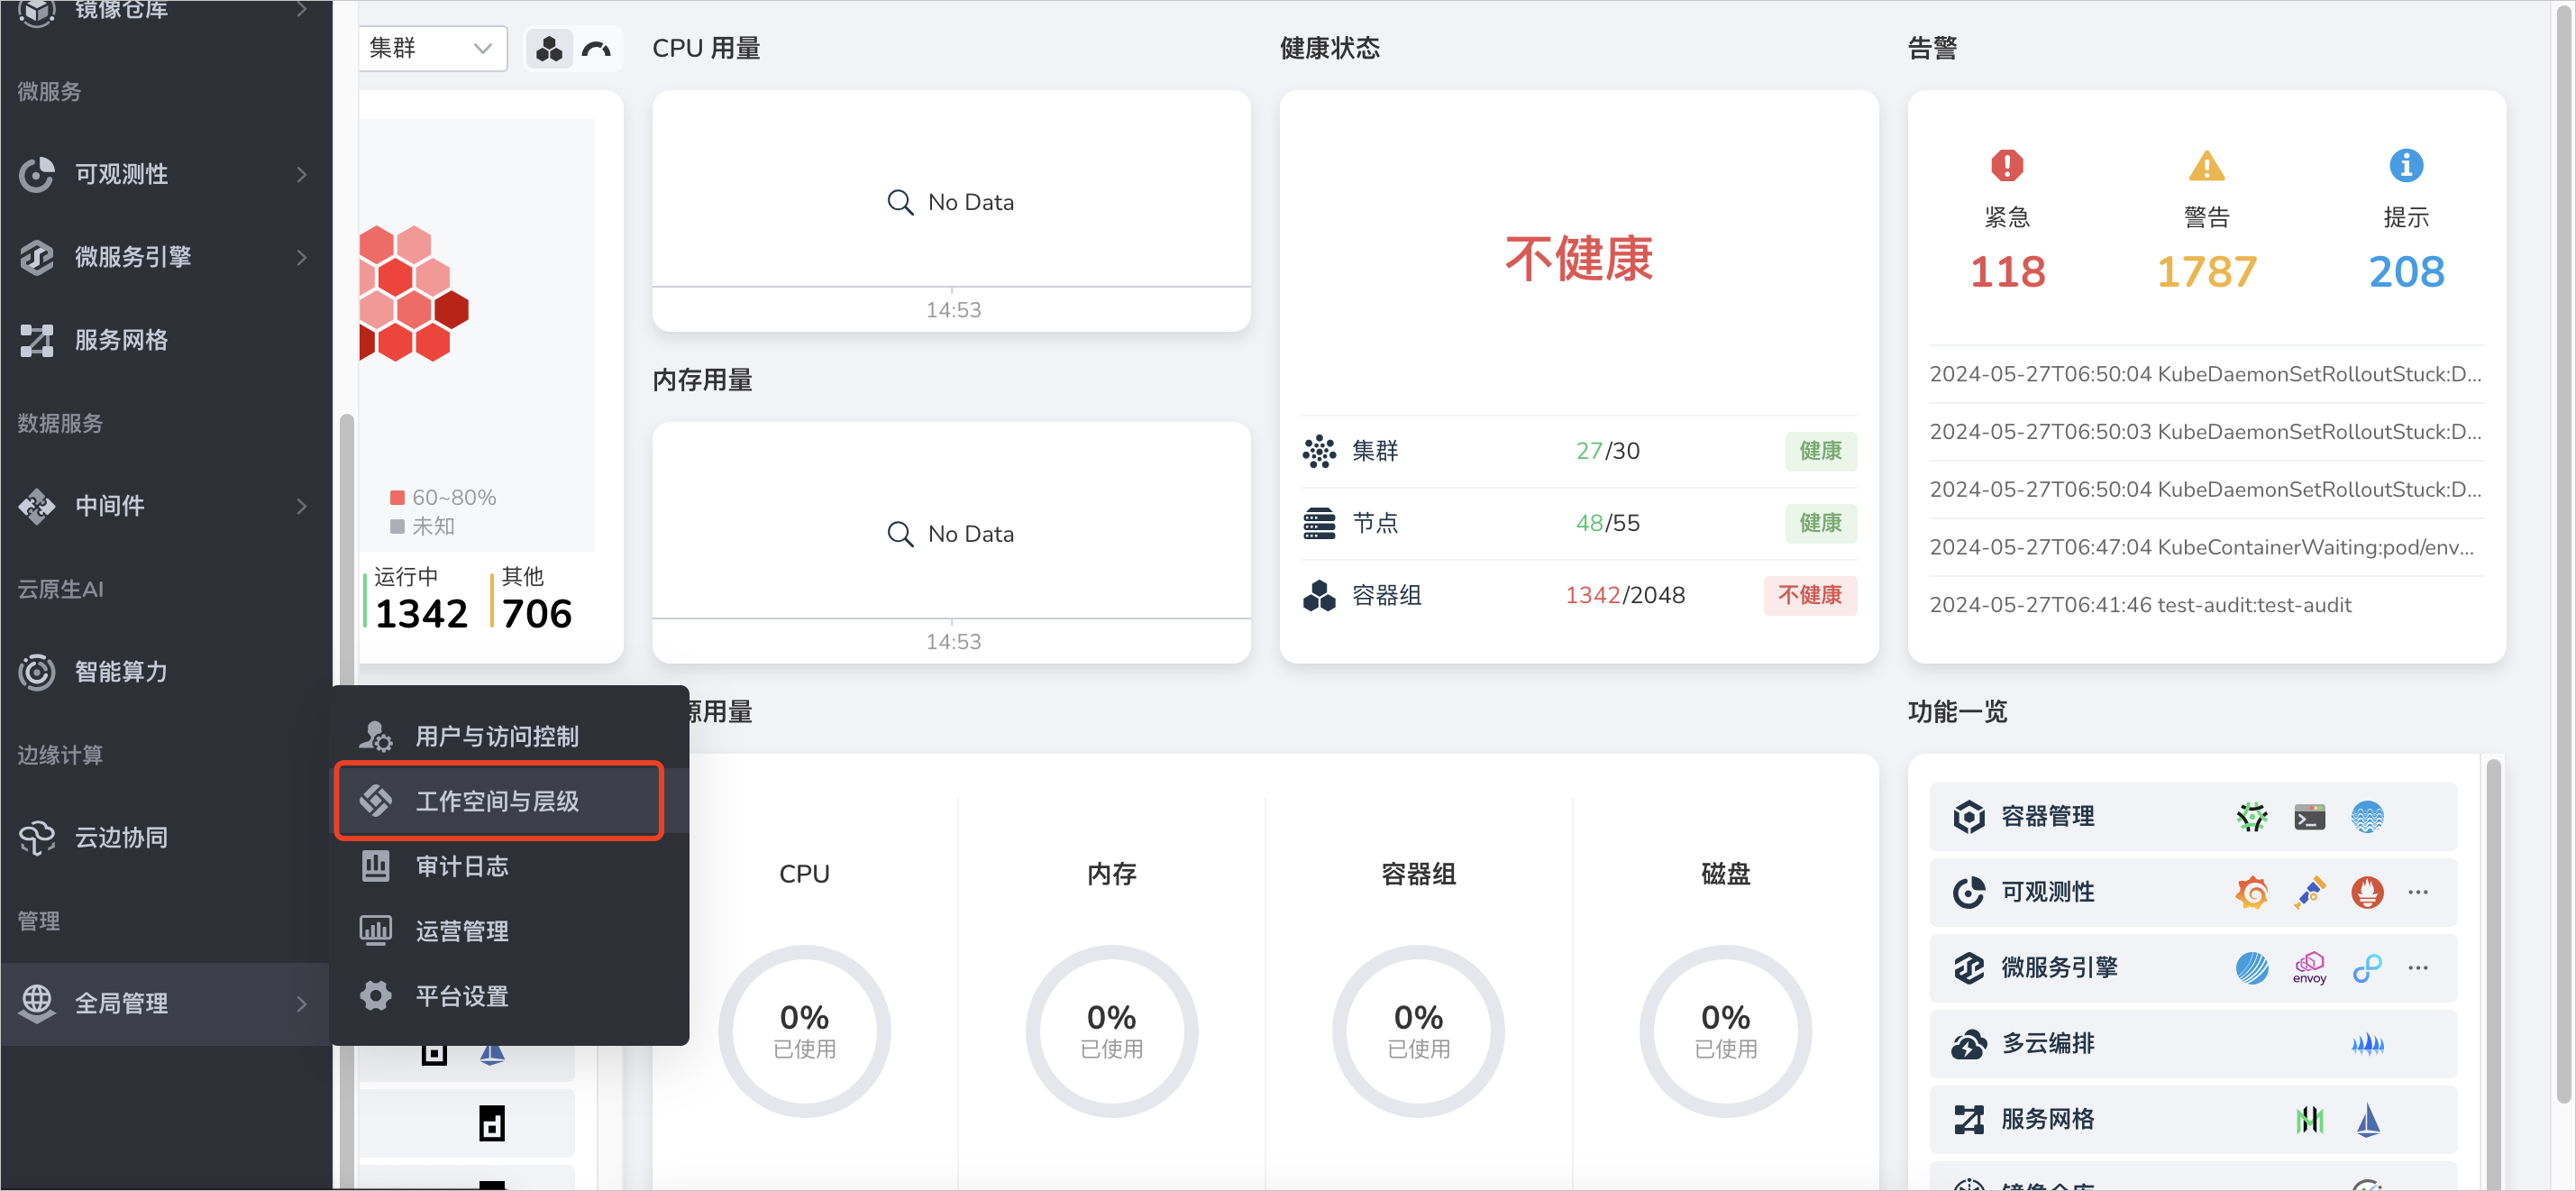 镜像仓库
微服务
可观测性
微服务引擎
服务网格
数据服务
中间件
云原生AI
智能算力
边缘计算
云边协同
管理
全局管理
用户与访问控制
工作空间与层级
审计日志
运营管理
平台设置
集群
60~80%
未知
运行中
1342
其他
706
CPU 用量
No Data
14:53
内存用量
No Data
14:53
健康状态
不健康
集群 27/30 健康
节点 48/55 健康
容器组 1342/2048 不健康
告警
紧急 警告 提示
118 1787 208
2024-05-27T06:50:04 KubeDaemonSetRolloutStuck:D...
2024-05-27T06:50:03 KubeDaemonSetRolloutStuck:D...
2024-05-27T06:50:04 KubeDaemonSetRolloutStuck:D...
2024-05-27T06:47:04 KubeContainerWaiting:pod/env...
2024-05-27T06:41:46 test-audit:test-audit
源用量
CPU 内存 容器组 磁盘
0% 0% 0% 0%
已使用 已使用 已使用 已使用
功能一览
容器管理
可观测性 ···
微服务引擎 envoy ···
多云编排
服务网格
镜像仓库